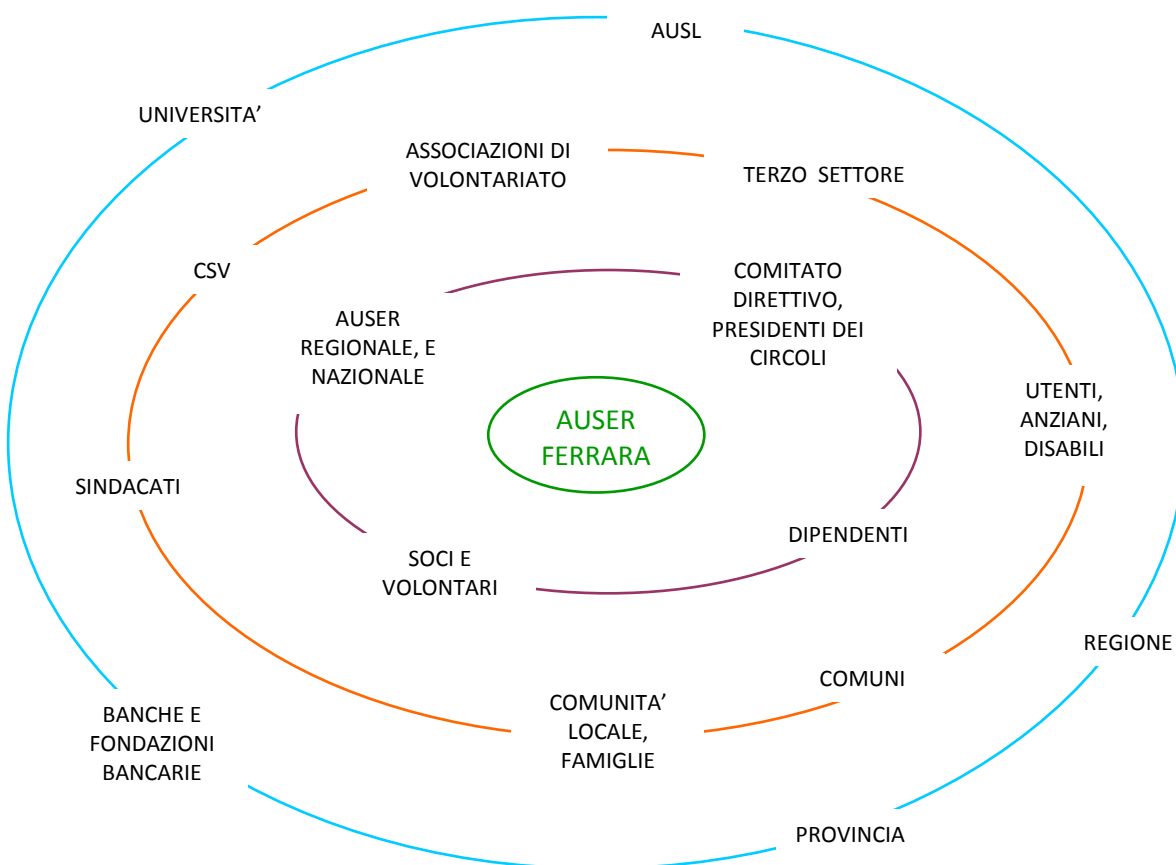 AUSL
UNIVERSITA’
ASSOCIAZIONI DI
VOLONTARIATO
TERZO SETTORE
CSV
COMITATO
DIRETTIVO,
PRESIDENTI DEI
CIRCOLI
AUSER
REGIONALE, E
NAZIONALE
UTENTI,
ANZIANI,
DISABILI
AUSER
FERRARA
SINDACATI
DIPENDENTI
SOCI E
VOLONTARI
REGIONE
COMUNI
COMUNITA’
LOCALE,
FAMIGLIE
BANCHE E
FONDAZIONI
BANCARIE
PROVINCIA